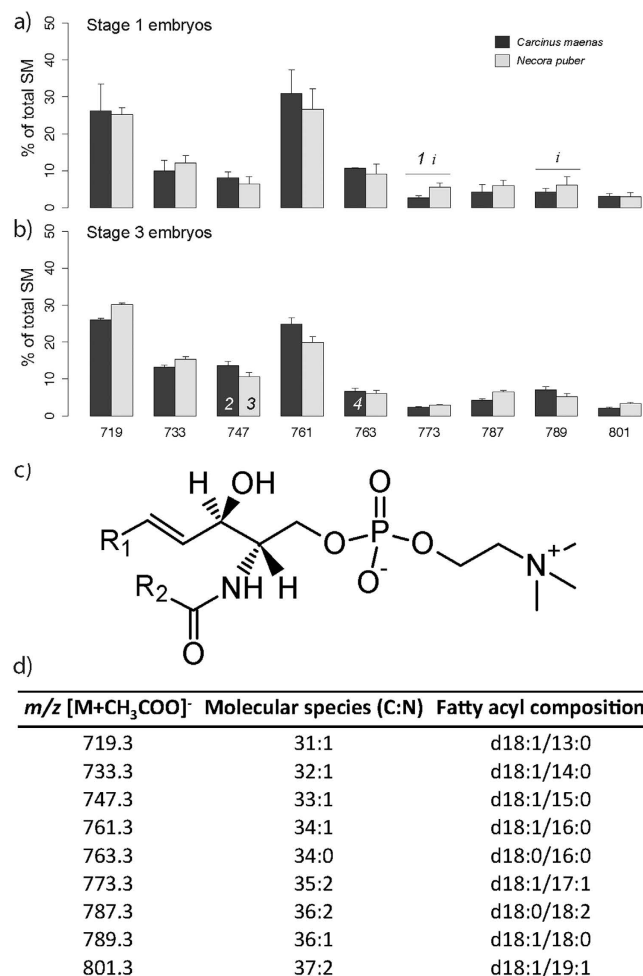 a)
Stage 1 embryos
Carcinus maenas
Necora puber
% of total SM
50
40
30
20
10
0
1 i
i
b)
Stage 3 embryos
% of total SM
50
40
30
20
10
0
2 3 4
719 733 747 761 763 773 787 789 801
c)
H OH
R1
O
P
O O
O-
N+
R2
NH H
O
d)
m/z [M+CH3COO]- Molecular species (C:N) Fatty acyl composition
719.3 31:1 d18:1/13:0
733.3 32:1 d18:1/14:0
747.3 33:1 d18:1/15:0
761.3 34:1 d18:1/16:0
763.3 34:0 d18:0/16:0
773.3 35:2 d18:1/17:1
787.3 36:2 d18:0/18:2
789.3 36:1 d18:1/18:0
801.3 37:2 d18:1/19:1